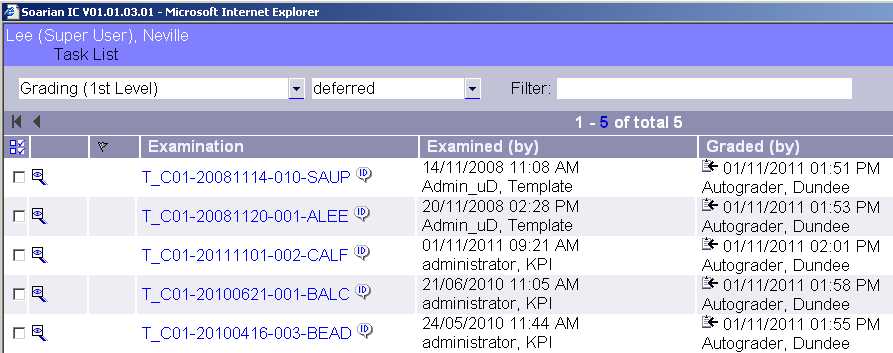 Soarian IC V01.01.03.01 - Microsoft Internet Explorer
Lee (Super User), Neville
Task List
Grading (1st Level) deferred Filter:
1 - 5 of total 5
Examination Examined (by) Graded (by)
T_C01-20081114-010-SAUP ID 14/11/2008 11:08 AM 01/11/2011 01:51 PM
Admin_uD, Template Autograder, Dundee
T_C01-20081120-001-ALEE ID 20/11/2008 02:28 PM 01/11/2011 01:53 PM
Admin_uD, Template Autograder, Dundee
T_C01-20111101-002-CALF ID 01/11/2011 09:21 AM 01/11/2011 02:01 PM
administrator, KPI Autograder, Dundee
T_C01-20100621-001-BALC ID 21/06/2010 11:05 AM 01/11/2011 01:58 PM
administrator, KPI Autograder, Dundee
T_C01-20100416-003-BEAD ID 24/05/2010 11:44 AM 01/11/2011 01:55 PM
administrator, KPI Autograder, Dundee